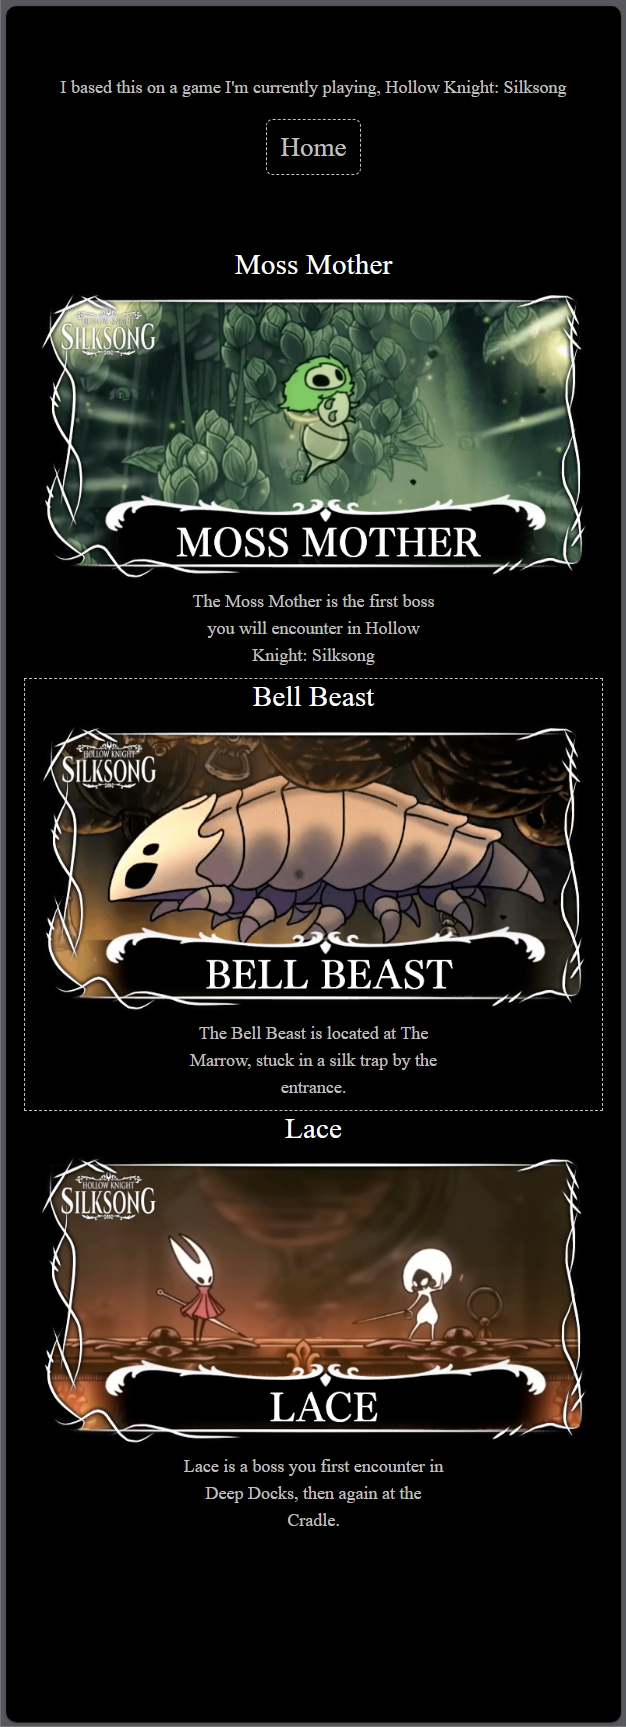 I based this on a game I'm currently playing, Hollow Knight: Silksong
Home
Moss Mother
HOLLOW KNIGHT
SILKSONG
MOSS MOTHER
The Moss Mother is the first boss
you will encounter in Hollow
Knight: Silksong
Bell Beast
HOLLOW KNIGHT
SILKSONG
BELL BEAST
The Bell Beast is located at The
Marrow, stuck in a silk trap by the
entrance.
Lace
HOLLOW KNIGHT
SILKSONG
LACE
Lace is a boss you first encounter in
Deep Docks, then again at the
Cradle.